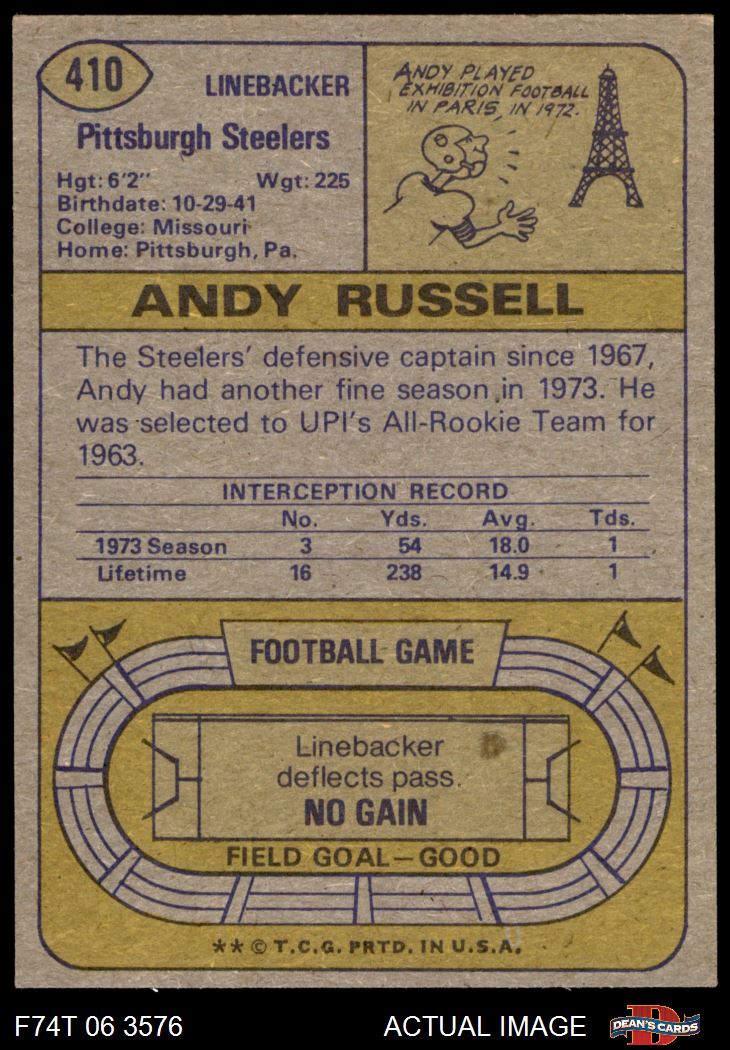 410
LINEBACKER
Pittsburgh Steelers
Hgt: 6'2" Wgt: 225
Birthdate: 10-29-41
College: Missouri
Home: Pittsburgh, Pa.
ANDY PLAYED
EXHIBITION FOOTBALL
IN PARIS, IN 1972.
ANDY RUSSELL
The Steelers' defensive captain since 1967,
Andy had another fine season in 1973. He
was selected to UPI's All-Rookie Team for
1963.
INTERCEPTION RECORD
No. Yds. Avg. Tds.
1973 Season 3 54 18.0 1
Lifetime 16 238 14.9 1
FOOTBALL GAME
Linebacker
deflects pass.
NO GAIN
FIELD GOAL—GOOD
** © T.C.G. PRTD. IN U.S.A.
F74T 06 3576 ACTUAL IMAGE DEAN'S CARDS